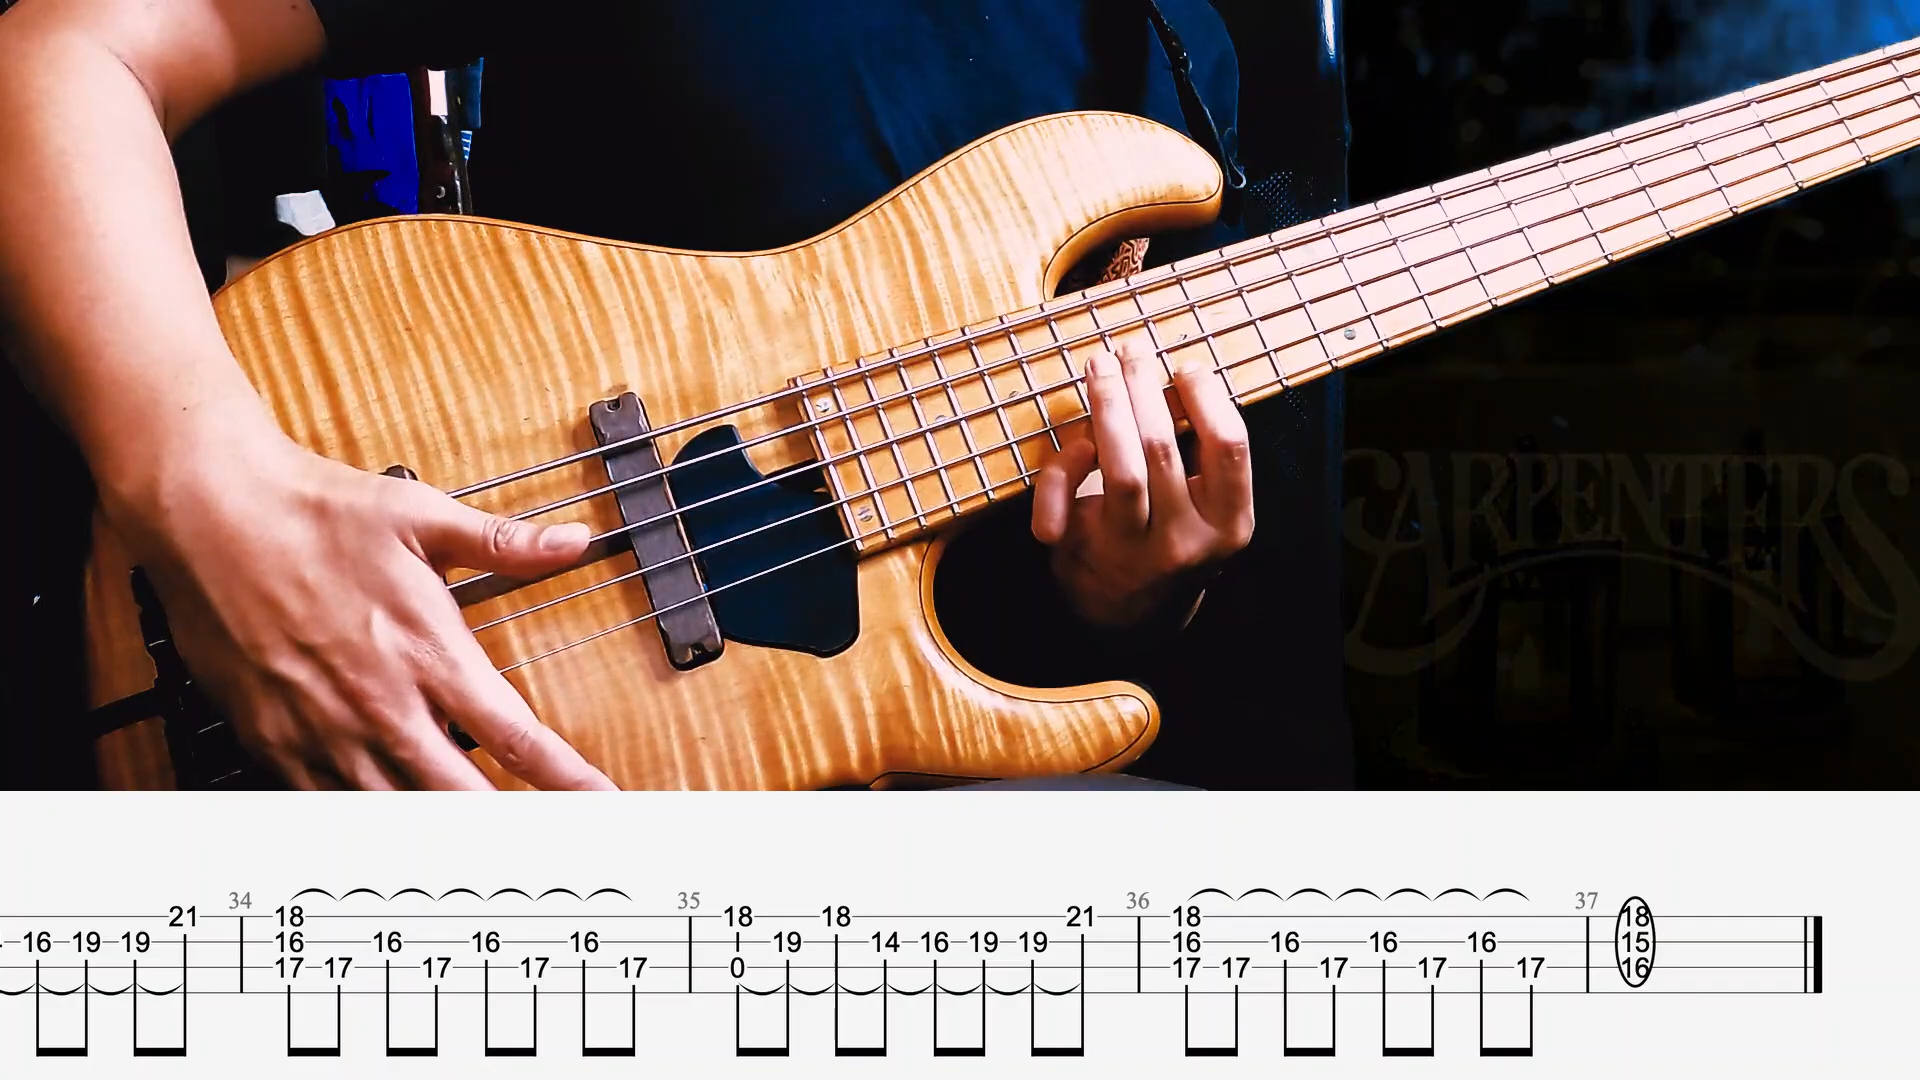 CARPENTERS
34 35 36 37
21 18 18 18 21 18 18
16 19 19 16 16 16 16 19 14 16 19 19 16 16 16 16 15
17 17 17 17 17 0 17 17 17 17 17 16